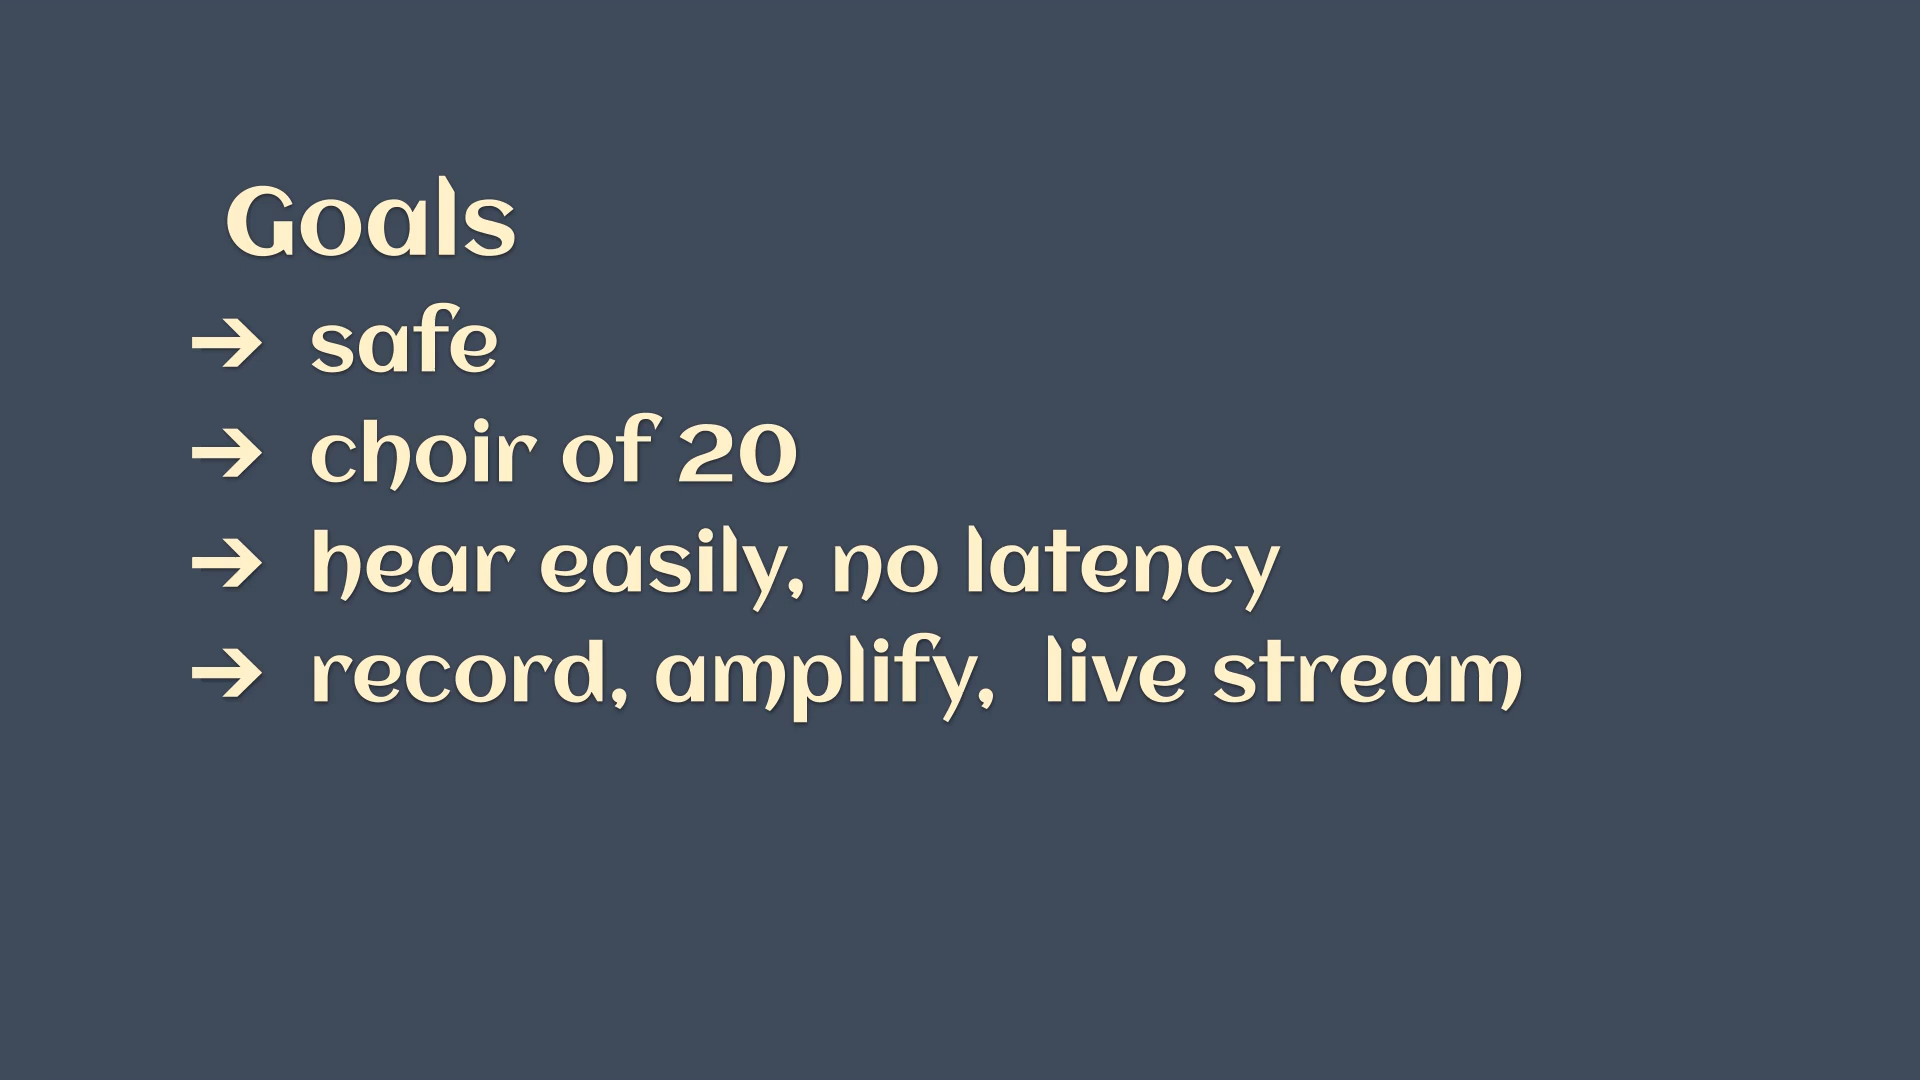 Goals
➔ safe
➔ choir of 20
➔ hear easily, no latency
➔ record, amplify,  live stream